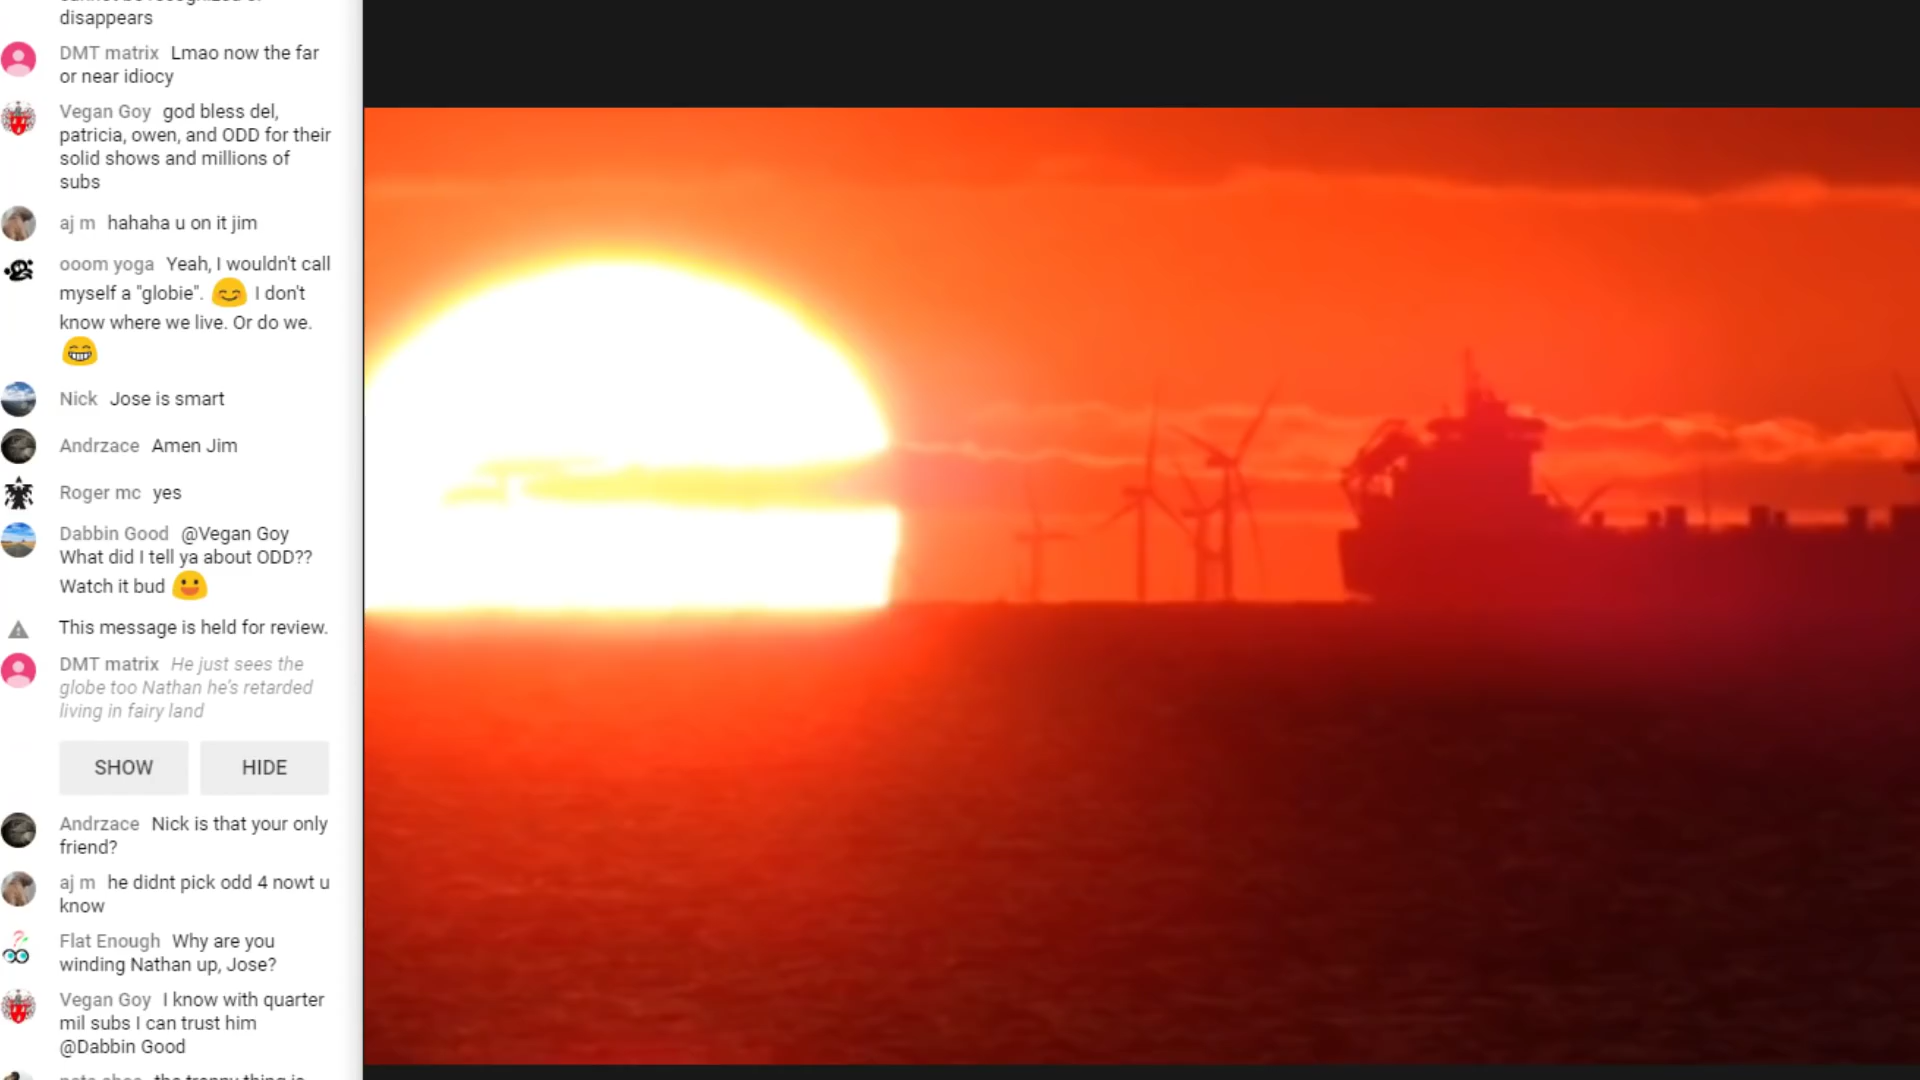 disappears
DMT matrix Lmao now the far
or near idiocy
Vegan Goy god bless del,
patricia, owen, and ODD for their
solid shows and millions of
subs
aj m hahaha u on it jim
ooom yoga Yeah, I wouldn't call
myself a "globie". I don't
know where we live. Or do we.
Nick Jose is smart
Andrzace Amen Jim
Roger mc yes
Dabbin Good @Vegan Goy
What did I tell ya about ODD??
Watch it bud
This message is held for review.
DMT matrix He just sees the
globe too Nathan he's retarded
living in fairy land
SHOW HIDE
Andrzace Nick is that your only
friend?
aj m he didnt pick odd 4 nowt u
know
Flat Enough Why are you
winding Nathan up, Jose?
Vegan Goy I know with quarter
mil subs I can trust him
@Dabbin Good